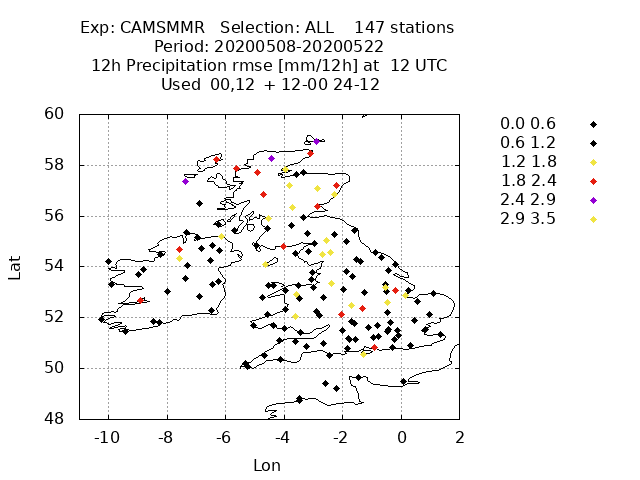 Exp: CAMSMMR   Selection: ALL    147 stations
Period: 20200508-20200522
12h Precipitation rmse [mm/12h] at  12 UTC
Used  00,12  + 12-00 24-12
60
58
56
54
52
50
48
Lat
-10 -8 -6 -4 -2 0 2
Lon
0.0 0.6
0.6 1.2
1.2 1.8
1.8 2.4
2.4 2.9
2.9 3.5